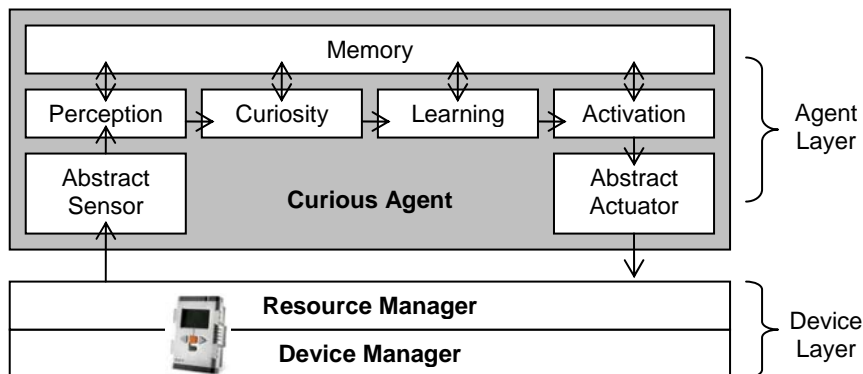 Memory
Perception
Curiosity
Learning
Activation
Agent
Layer
Abstract
Sensor
Curious Agent
Abstract
Actuator
Resource Manager
Device Manager
Device
Layer